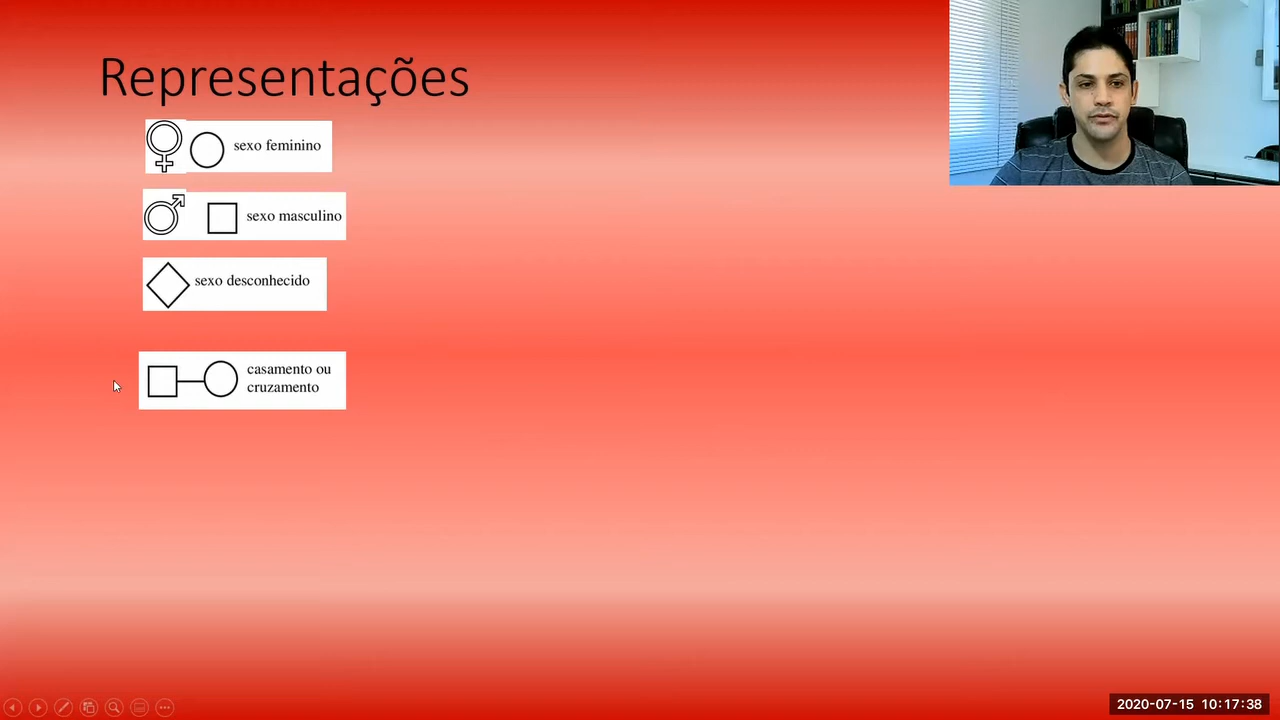 Representações
sexo feminino
sexo masculino
sexo desconhecido
casamento ou
cruzamento
2020-07-15 10:17:38